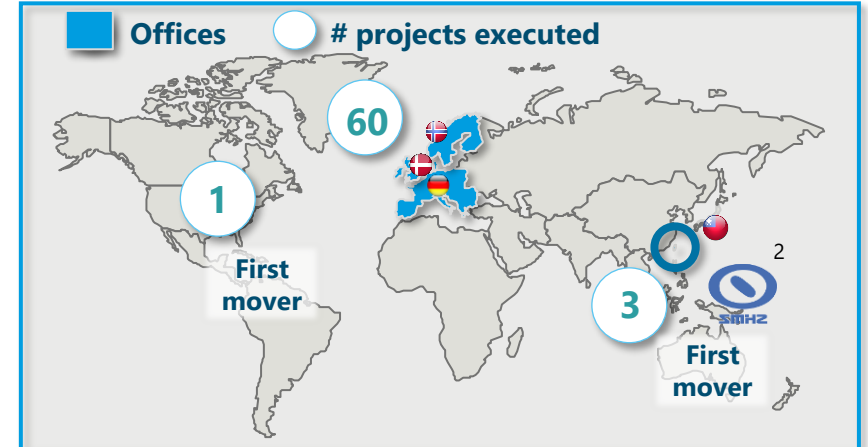 Offices
# projects executed
60
1
First
mover
2
3
SMHZ
First
mover